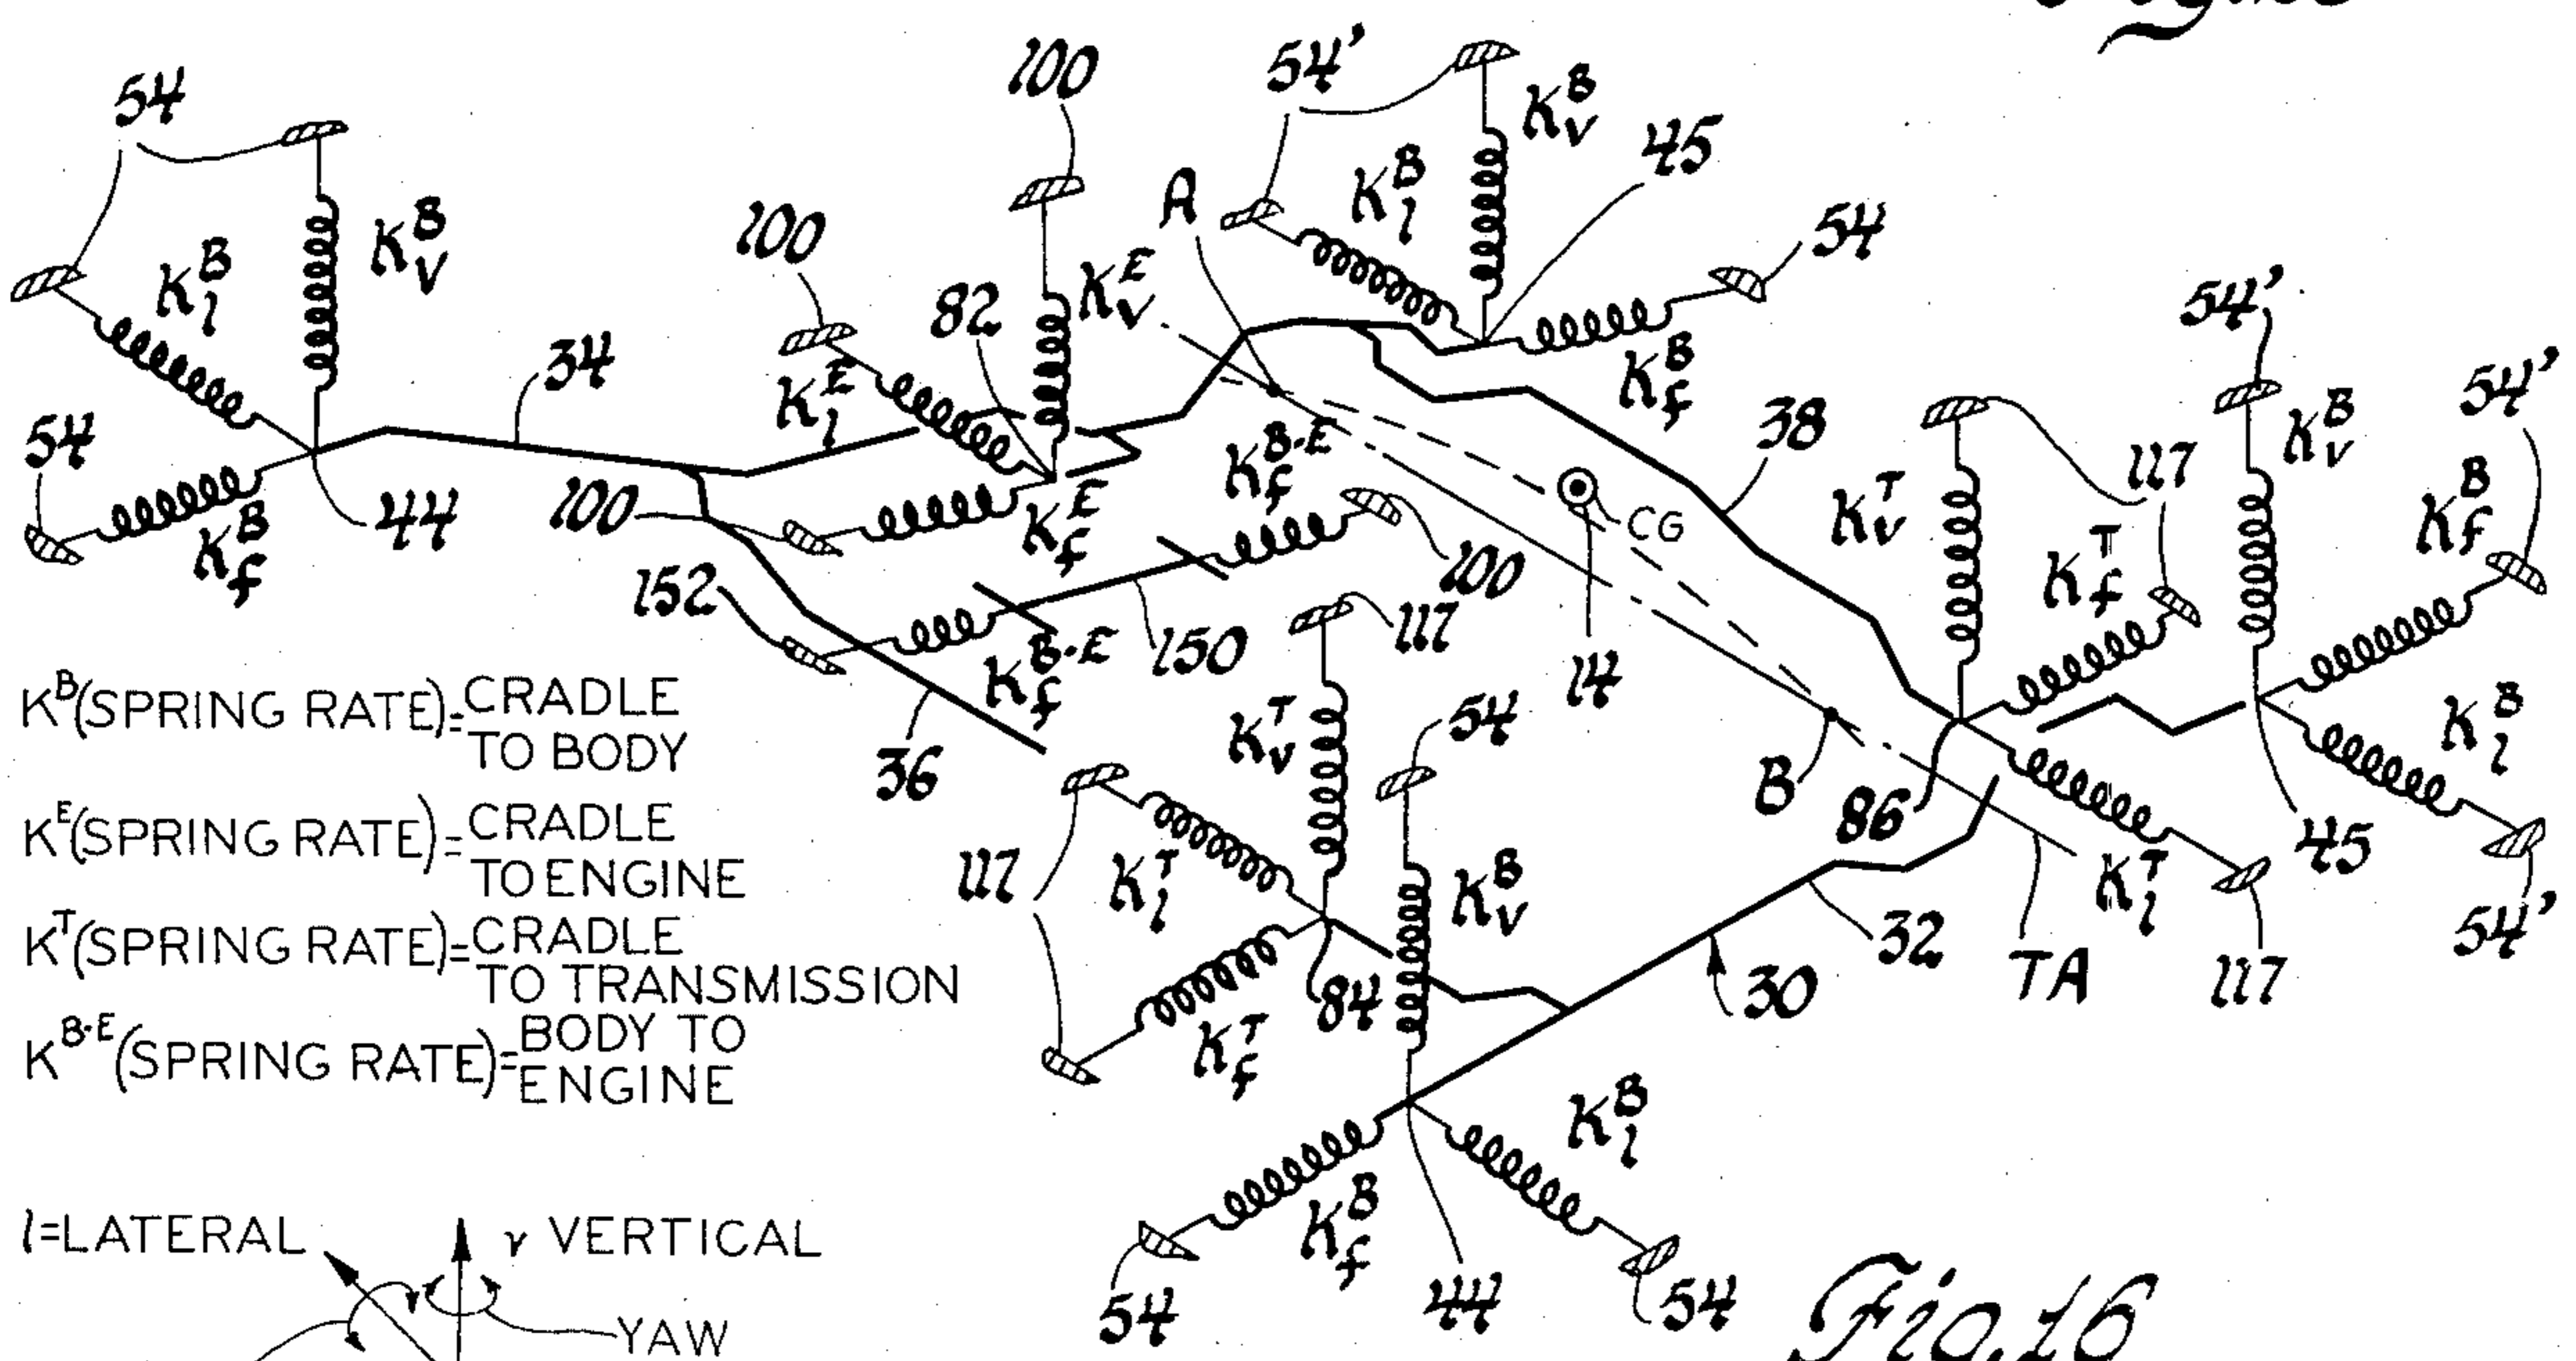 54
100
54'
K_v^B
K_l^B
45
A
54
K_v^B
K_l^B
100
K_v^E
82
54'
54'
34
K_l^E
K_f^B
K_v^B
54
38
K_f^{B-E}
K_v^T
117
K_f^B
44
100
K_f^E
CG
K_f^T
K_f^B
152
100
117
150
14
K_f^{B-E}
K^B(SPRING RATE)=CRADLE
TO BODY
K_v^T
54
K_l^B
36
B
86
K^E(SPRING RATE)=CRADLE
TO ENGINE
45
117
K_l^T
K_v^B
K_l^T
32
54'
K^T(SPRING RATE)=CRADLE
TO TRANSMISSION
84
30
TA
117
K_f^T
K^{B-E}(SPRING RATE)=BODY TO
ENGINE
K_l^B
K_f^B
l=LATERAL
v VERTICAL
54
44
54
YAW
Fig.16